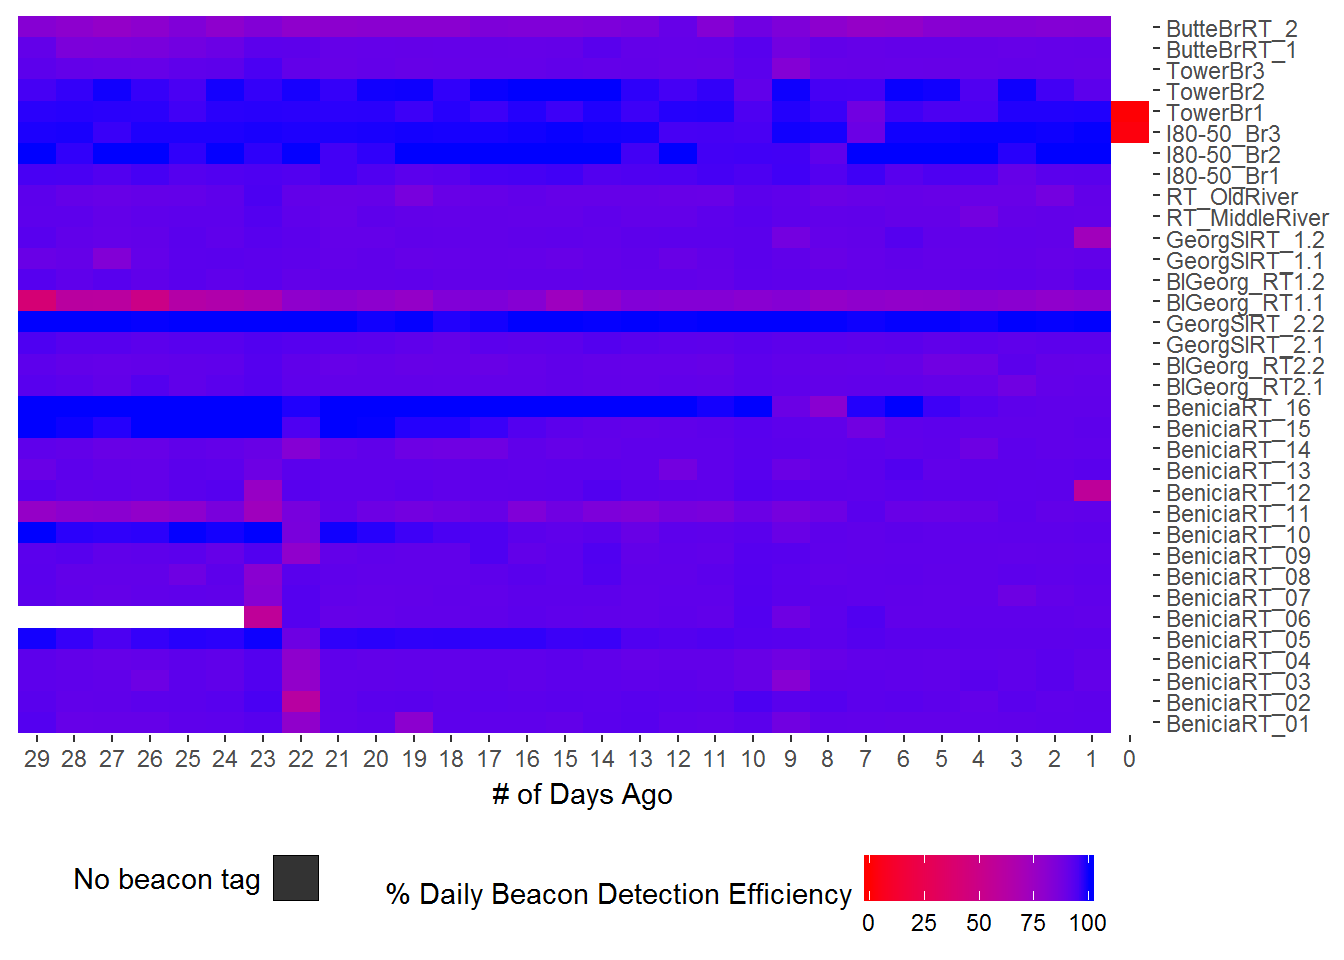 ButteBrRT_2
ButteBrRT_1
TowerBr3
TowerBr2
TowerBr1
I80-50_Br3
I80-50_Br2
I80-50_Br1
RT_OldRiver
RT_MiddleRiver
GeorgSlRT_1.2
GeorgSlRT_1.1
BlGeorg_RT1.2
BlGeorg_RT1.1
GeorgSlRT_2.2
GeorgSlRT_2.1
BlGeorg_RT2.2
BlGeorg_RT2.1
BeniciaRT_16
BeniciaRT_15
BeniciaRT_14
BeniciaRT_13
BeniciaRT_12
BeniciaRT_11
BeniciaRT_10
BeniciaRT_09
BeniciaRT_08
BeniciaRT_07
BeniciaRT_06
BeniciaRT_05
BeniciaRT_04
BeniciaRT_03
BeniciaRT_02
BeniciaRT_01
29 28 27 26 25 24 23 22 21 20 19 18 17 16 15 14 13 12 11 10 9 8 7 6 5 4 3 2 1 0
# of Days Ago
No beacon tag
% Daily Beacon Detection Efficiency
0 25 50 75 100